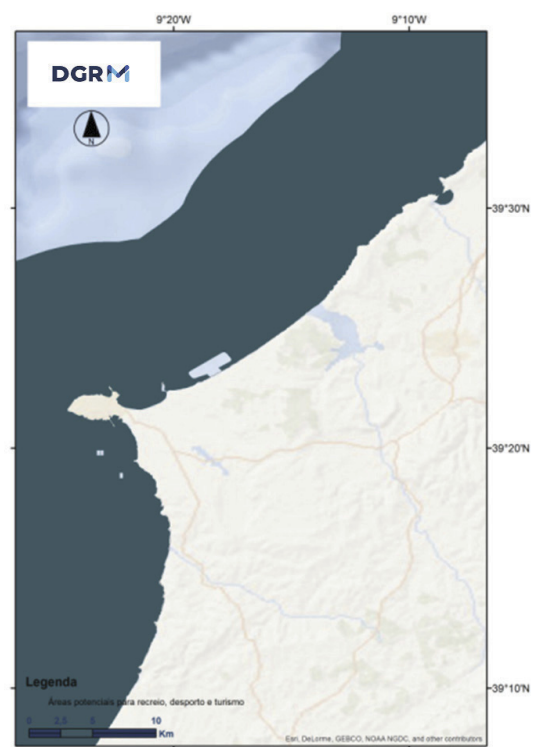 9°20'W 9°10'W
DGRM
N
39°30'N
39°20'N
39°10'N
Legenda
Áreas potenciais para recreio, desporto e turismo
0 2,5 5 10
Km
Esri, DeLorme, GEBCO, NOAA NGDC, and other contributors